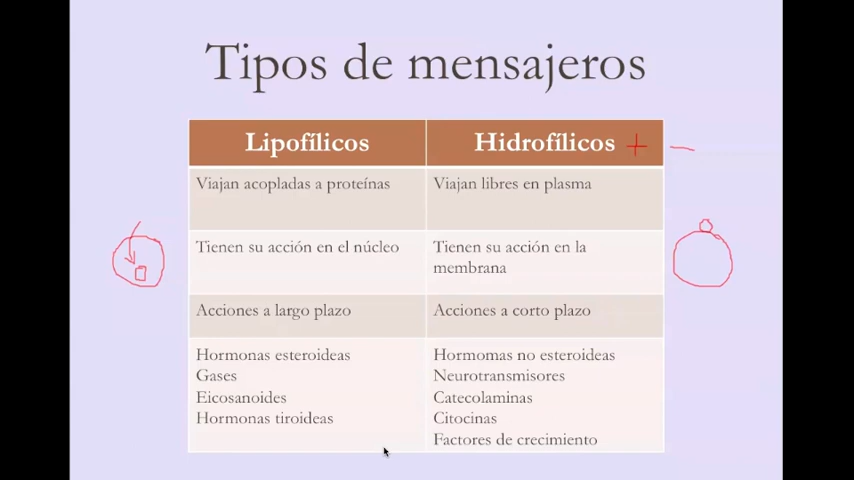 Tipos de mensajeros
Lipofílicos
Hidrofílicos + –
Viajan acopladas a proteínas
Viajan libres en plasma
Tienen su acción en el núcleo
Tienen su acción en la
membrana
Acciones a largo plazo
Acciones a corto plazo
Hormonas esteroideas
Gases
Eicosanoides
Hormonas tiroideas
Hormomas no esteroideas
Neurotransmisores
Catecolaminas
Citocinas
Factores de crecimiento